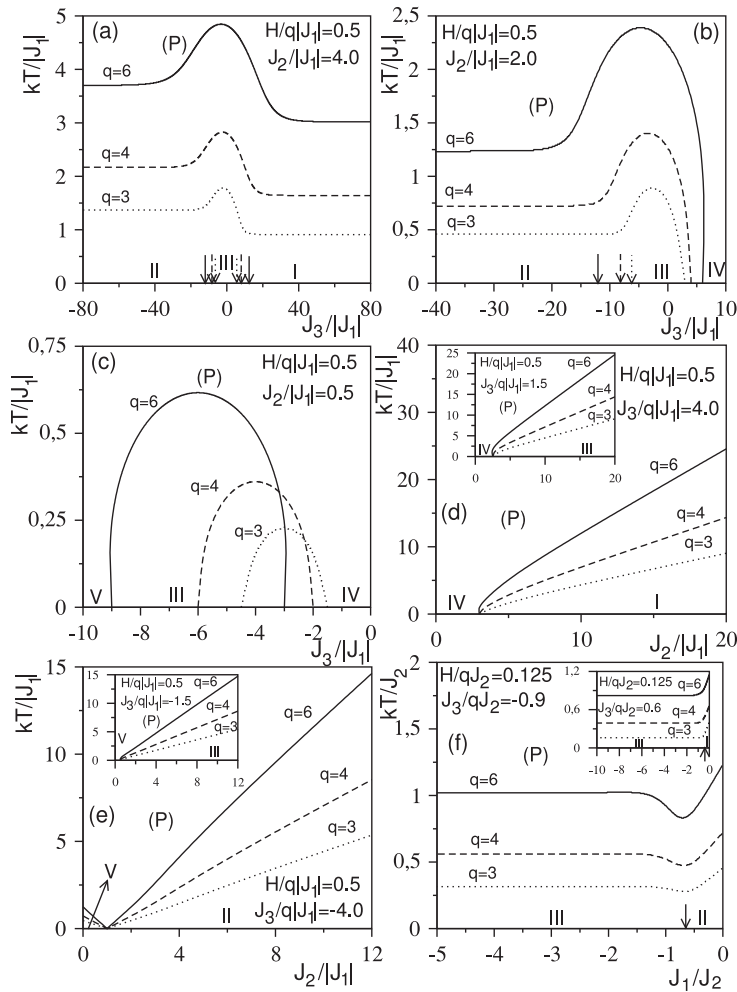 (a)
(P)
H/q|J₁|=0.5
J₂/|J₁|=4.0
kT/|J₁|
5
4
3
2
1
0
q=6
q=4
q=3
II
III
I
-80
-40
0
40
80
J₃/|J₁|
2,5
2
1,5
1
0,5
0
kT/|J₁|
H/q|J₁|=0.5
J₂/|J₁|=2.0
(b)
(P)
q=6
q=4
q=3
II
III
IV
-40
-30
-20
-10
0
10
J₃/|J₁|
0,75
0,5
0,25
0
kT/|J₁|
(c)
(P)
H/q|J₁|=0.5
J₂/|J₁|=0.5
q=6
q=4
q=3
V
III
IV
-10
-8
-6
-4
-2
0
J₃/|J₁|
40
30
20
10
0
kT/|J₁|
25
20
15
10
5
0
H/q|J₁|=0.5
J₃/q|J₁|=1.5
(P)
q=6
q=4
q=3
IV
III
0
10
20
H/q|J₁|=0.5
J₃/q|J₁|=4.0
(d)
(P)
q=6
q=4
q=3
IV
I
0
10
20
J₂/|J₁|
15
10
5
0
kT/|J₁|
15
10
5
0
H/q|J₁|=0.5
J₃/q|J₁|=-1.5
(P)
q=6
q=4
q=3
V
III
0
4
8
12
(e)
(P)
q=6
q=4
q=3
V
II
H/q|J₁|=0.5
J₃/q|J₁|=-4.0
0
4
8
12
J₂/|J₁|
2
1,5
1
0,5
0
kT/J₂
H/qJ₂=0.125
J₃/qJ₂=-0.9
(f)
(P)
1,2
0,6
0
H/qJ₂=0.125
q=6
J₃/qJ₂=0.6
q=4
q=3
III
I
-10
-8
-6
-4
-2
0
q=6
q=4
q=3
III
II
-5
-4
-3
-2
-1
0
J₁/J₂